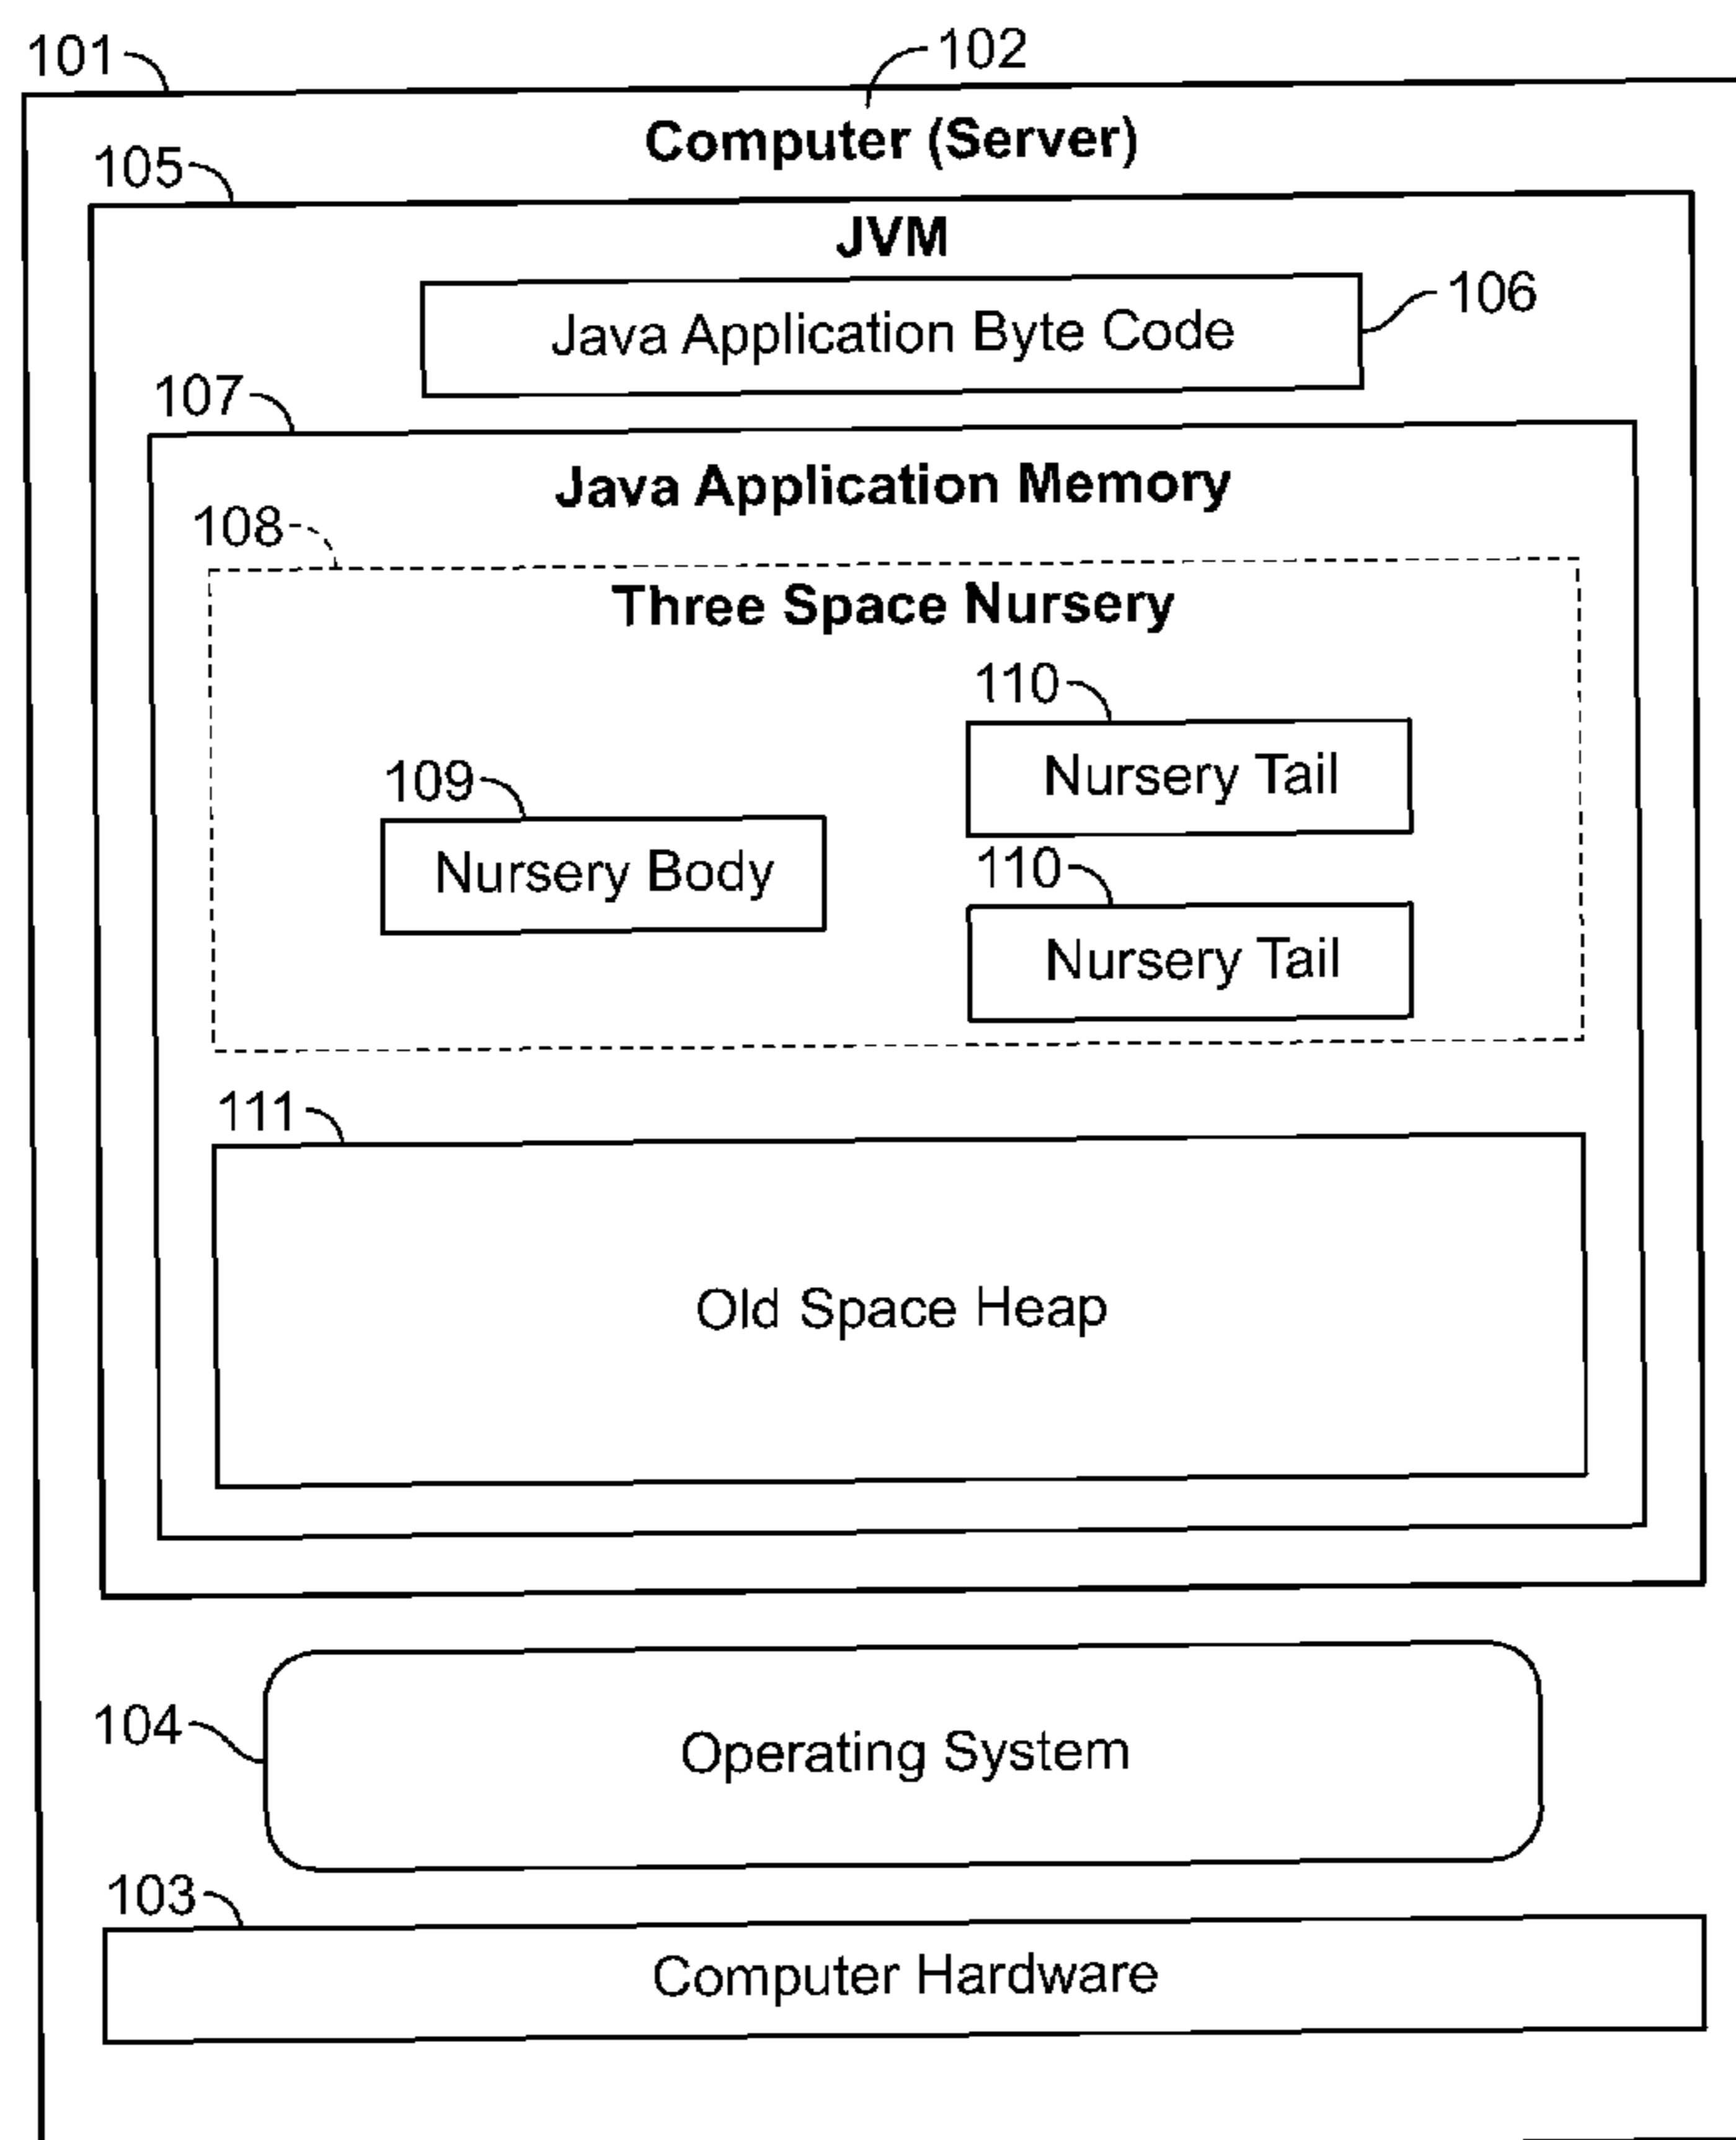 101
102
Computer (Server)
105
JVM
Java Application Byte Code
106
107
Java Application Memory
108
Three Space Nursery
110
Nursery Tail
109
Nursery Body
110
Nursery Tail
111
Old Space Heap
104
Operating System
103
Computer Hardware